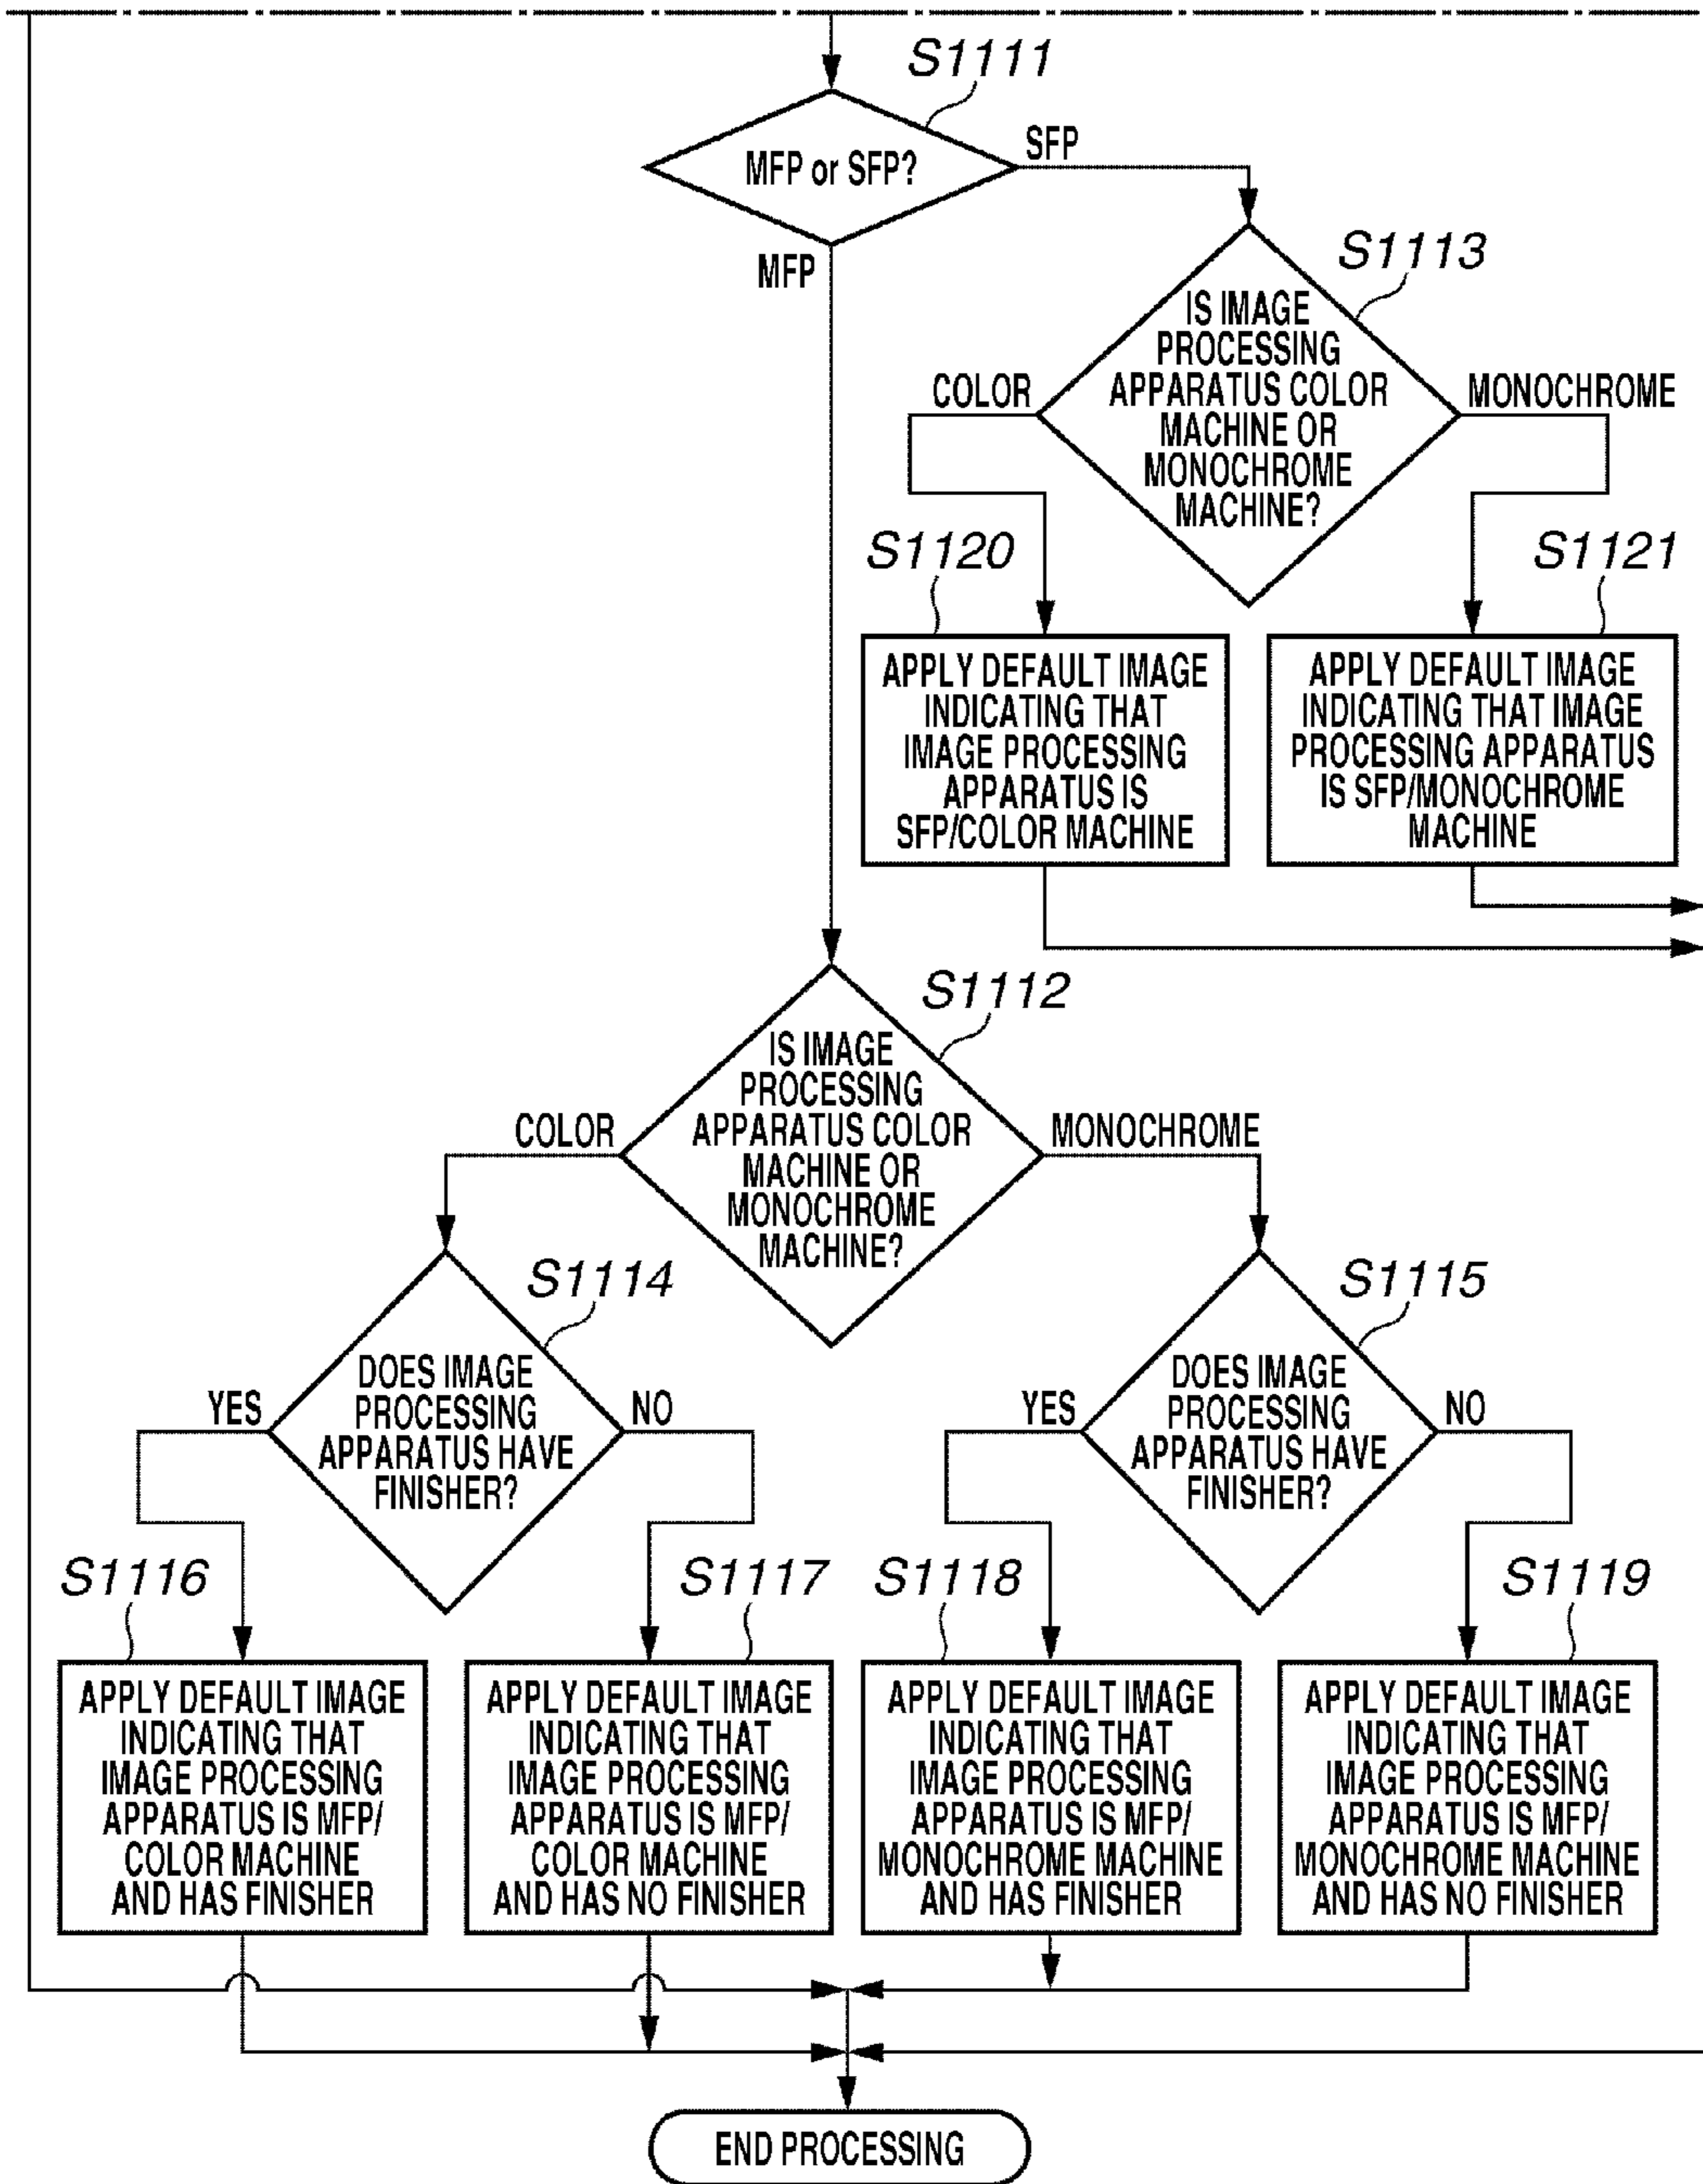 S1111
MFP or SFP?
SFP
MFP
S1113
IS IMAGE
PROCESSING
APPARATUS COLOR
MACHINE OR
MONOCHROME
MACHINE?
COLOR
MONOCHROME
S1120
APPLY DEFAULT IMAGE
INDICATING THAT
IMAGE PROCESSING
APPARATUS IS
SFP/COLOR MACHINE
S1121
APPLY DEFAULT IMAGE
INDICATING THAT IMAGE
PROCESSING APPARATUS
IS SFP/MONOCHROME
MACHINE
S1112
IS IMAGE
PROCESSING
APPARATUS COLOR
MACHINE OR
MONOCHROME
MACHINE?
COLOR
MONOCHROME
S1114
DOES IMAGE
PROCESSING
APPARATUS HAVE
FINISHER?
YES
NO
S1115
DOES IMAGE
PROCESSING
APPARATUS HAVE
FINISHER?
YES
NO
S1116
APPLY DEFAULT IMAGE
INDICATING THAT
IMAGE PROCESSING
APPARATUS IS MFP/
COLOR MACHINE
AND HAS FINISHER
S1117
APPLY DEFAULT IMAGE
INDICATING THAT
IMAGE PROCESSING
APPARATUS IS MFP/
COLOR MACHINE
AND HAS NO FINISHER
S1118
APPLY DEFAULT IMAGE
INDICATING THAT
IMAGE PROCESSING
APPARATUS IS MFP/
MONOCHROME MACHINE
AND HAS FINISHER
S1119
APPLY DEFAULT IMAGE
INDICATING THAT
IMAGE PROCESSING
APPARATUS IS MFP/
MONOCHROME MACHINE
AND HAS NO FINISHER
END PROCESSING